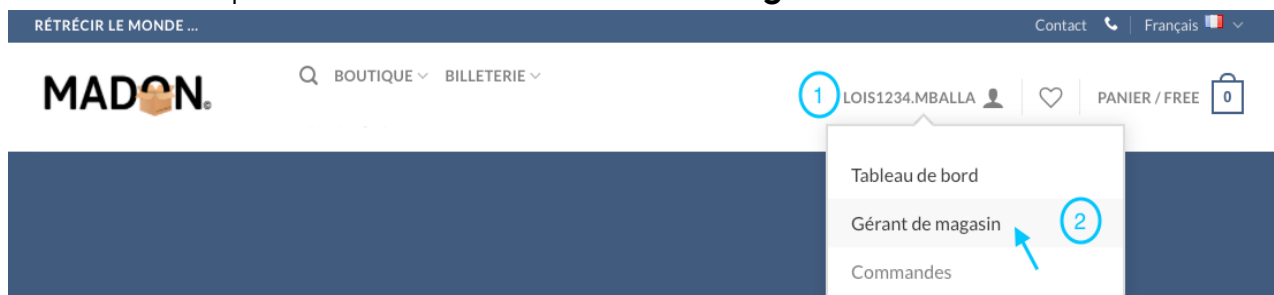 RÉTRÉCIR LE MONDE ...
Contact
Français
MADON.
BOUTIQUE
BILLETERIE
1
LOIS1234.MBALLA
PANIER / FREE
0
Tableau de bord
Gérant de magasin
2
Commandes